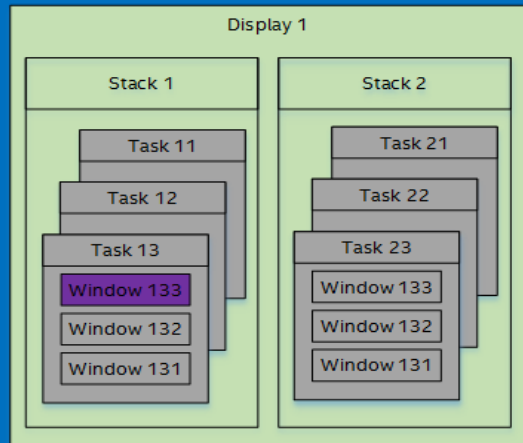 Display 1
Stack 1
Task 11
Task 12
Task 13
Window 133
Window 132
Window 131
Stack 2
Task 21
Task 22
Task 23
Window 133
Window 132
Window 131